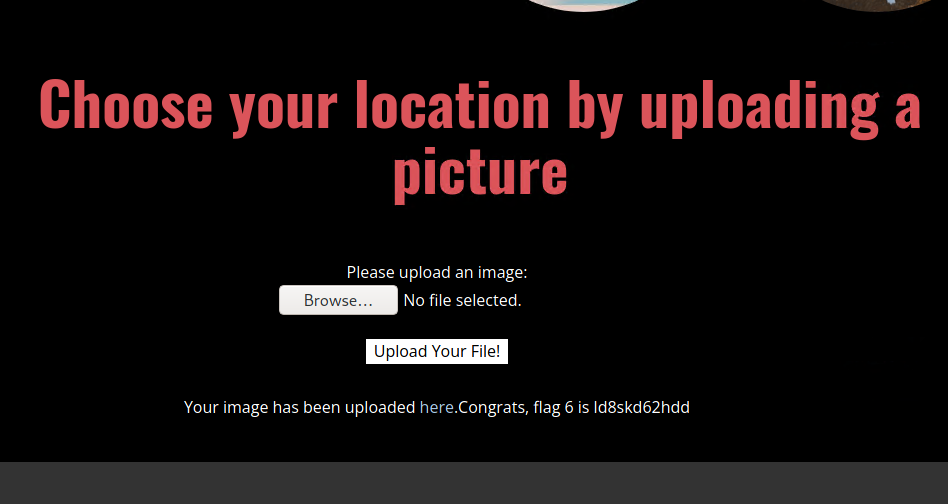 Choose your location by uploading a
picture
Please upload an image:
Browse...
No file selected.
Upload Your File!
Your image has been uploaded here.Congrats, flag 6 is ld8skd62hdd